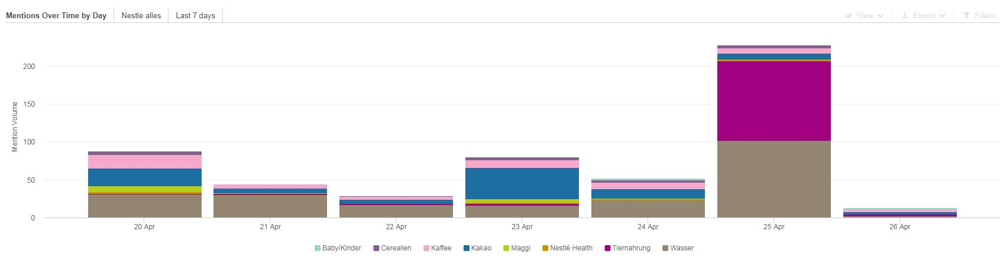 Mentions Over Time by Day Nestle alles Last 7 days View Export Filters
200
150
100
50
0
Mention Volume
20 Apr 21 Apr 22 Apr 23 Apr 24 Apr 25 Apr 26 Apr
Baby/Kinder Cerealien Kaffee Kakao Maggi Nestlé Health Tiernahrung Wasser